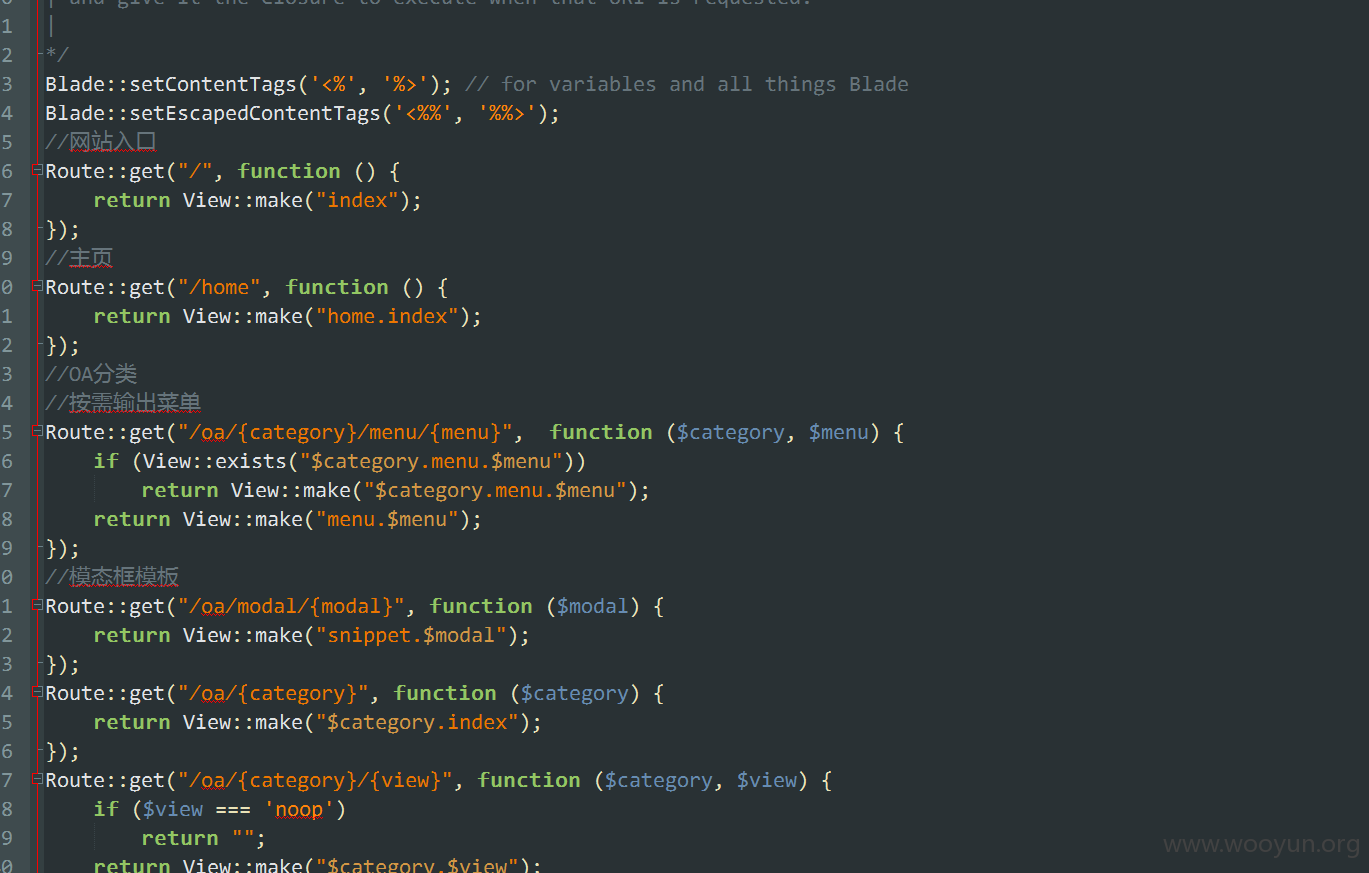 | and give it the Closure to execute when that URI is requested.
1 |
2 */
3 Blade::setContentTags('<%', '%>'); // for variables and all things Blade
4 Blade::setEscapedContentTags('<%%', '%%>');
5 //网站入口
6 Route::get("/", function () {
7     return View::make("index");
8 });
9 //主页
0 Route::get("/home", function () {
1     return View::make("home.index");
2 });
3 //OA分类
4 //按需输出菜单
5 Route::get("/oa/{category}/menu/{menu}",  function ($category, $menu) {
6     if (View::exists("$category.menu.$menu"))
7         return View::make("$category.menu.$menu");
8     return View::make("menu.$menu");
9 });
0 //模态框模板
1 Route::get("/oa/modal/{modal}", function ($modal) {
2     return View::make("snippet.$modal");
3 });
4 Route::get("/oa/{category}", function ($category) {
5     return View::make("$category.index");
6 });
7 Route::get("/oa/{category}/{view}", function ($category, $view) {
8     if ($view === 'noop')
9         return "";
0     return View::make("$category.$view");
www.wooyun.org